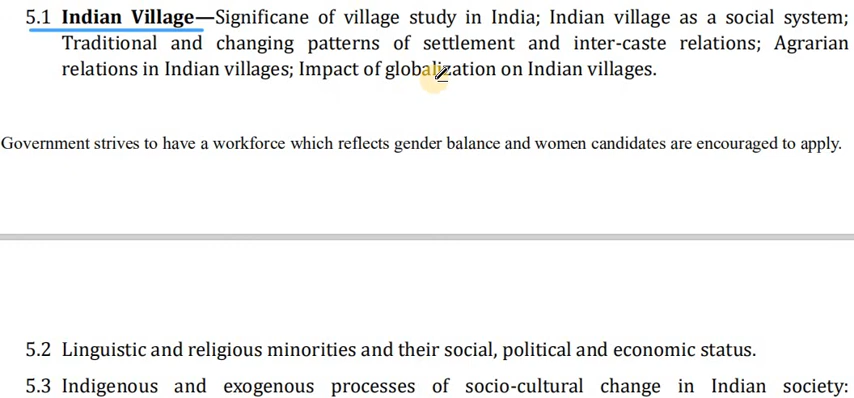 5.1 Indian Village—Significane of village study in India; Indian village as a social system;
Traditional and changing patterns of settlement and inter-caste relations; Agrarian
relations in Indian villages; Impact of globalization on Indian villages.
Government strives to have a workforce which reflects gender balance and women candidates are encouraged to apply.
5.2 Linguistic and religious minorities and their social, political and economic status.
5.3 Indigenous and exogenous processes of socio-cultural change in Indian society: